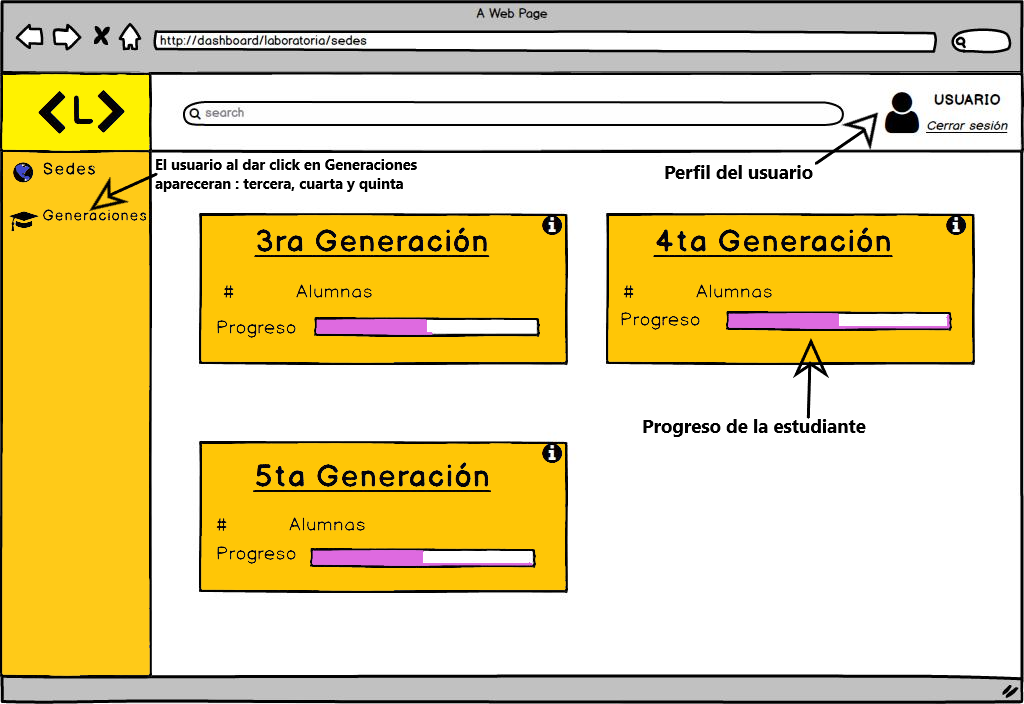 A Web Page
http://dashboard/laboratoria/sedes
<L>
search
USUARIO
Cerrar sesión
Perfil del usuario
Sedes
Generaciones
El usuario al dar click en Generaciones
apareceran : tercera, cuarta y quinta
3ra Generación
# Alumnas
Progreso
4ta Generación
# Alumnas
Progreso
Progreso de la estudiante
5ta Generación
# Alumnas
Progreso